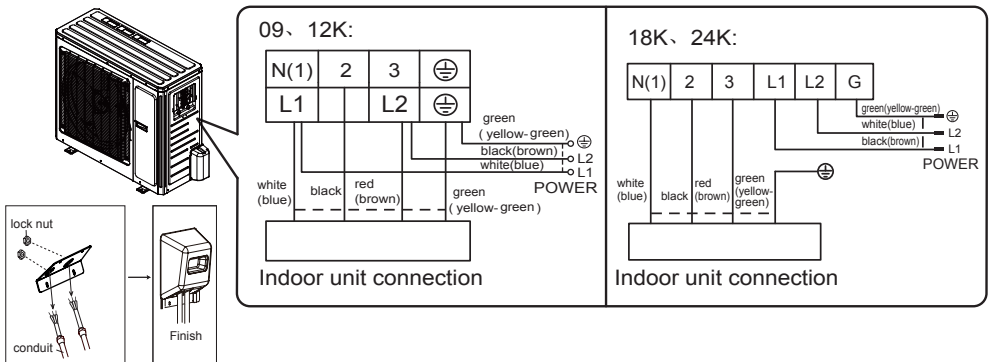 09、12K:
N(1) 2 3
L1 L2
green
( yellow-green)
black(brown)
white(blue)
L2
L1
POWER
white
(blue)
black
red
(brown)
green
( yellow-green )
Indoor unit connection
18K、24K:
N(1) 2 3 L1 L2 G
green(yellow-green)
white(blue)
black(brown)
L2
L1
POWER
white
(blue)
black
red
(brown)
green
(yellow-
green)
Indoor unit connection
lock nut
conduit
Finish